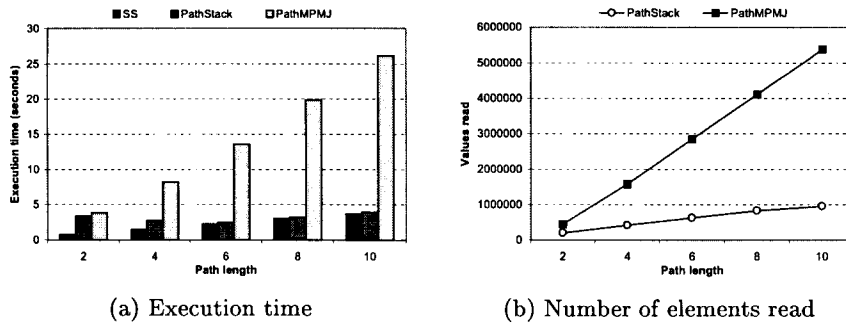 SS PathStack PathMPMJ
Execution time (seconds)
30
25
20
15
10
5
0
2 4 6 8 10
Path length
(a) Execution time
PathStack PathMPMJ
Values read
6000000
5000000
4000000
3000000
2000000
1000000
0
2 4 6 8 10
Path length
(b) Number of elements read